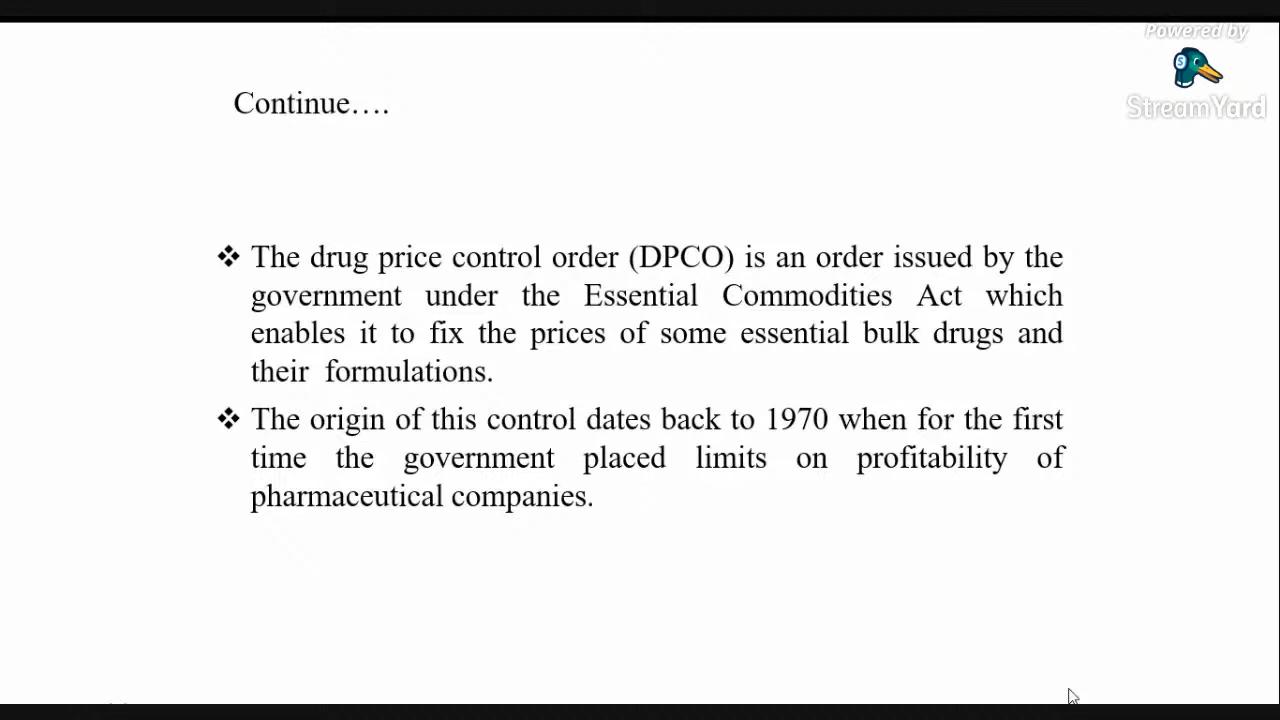 Powered by
StreamYard
Continue….
❖ The drug price control order (DPCO) is an order issued by the
government under the Essential Commodities Act which
enables it to fix the prices of some essential bulk drugs and
their formulations.
❖ The origin of this control dates back to 1970 when for the first
time the government placed limits on profitability of
pharmaceutical companies.